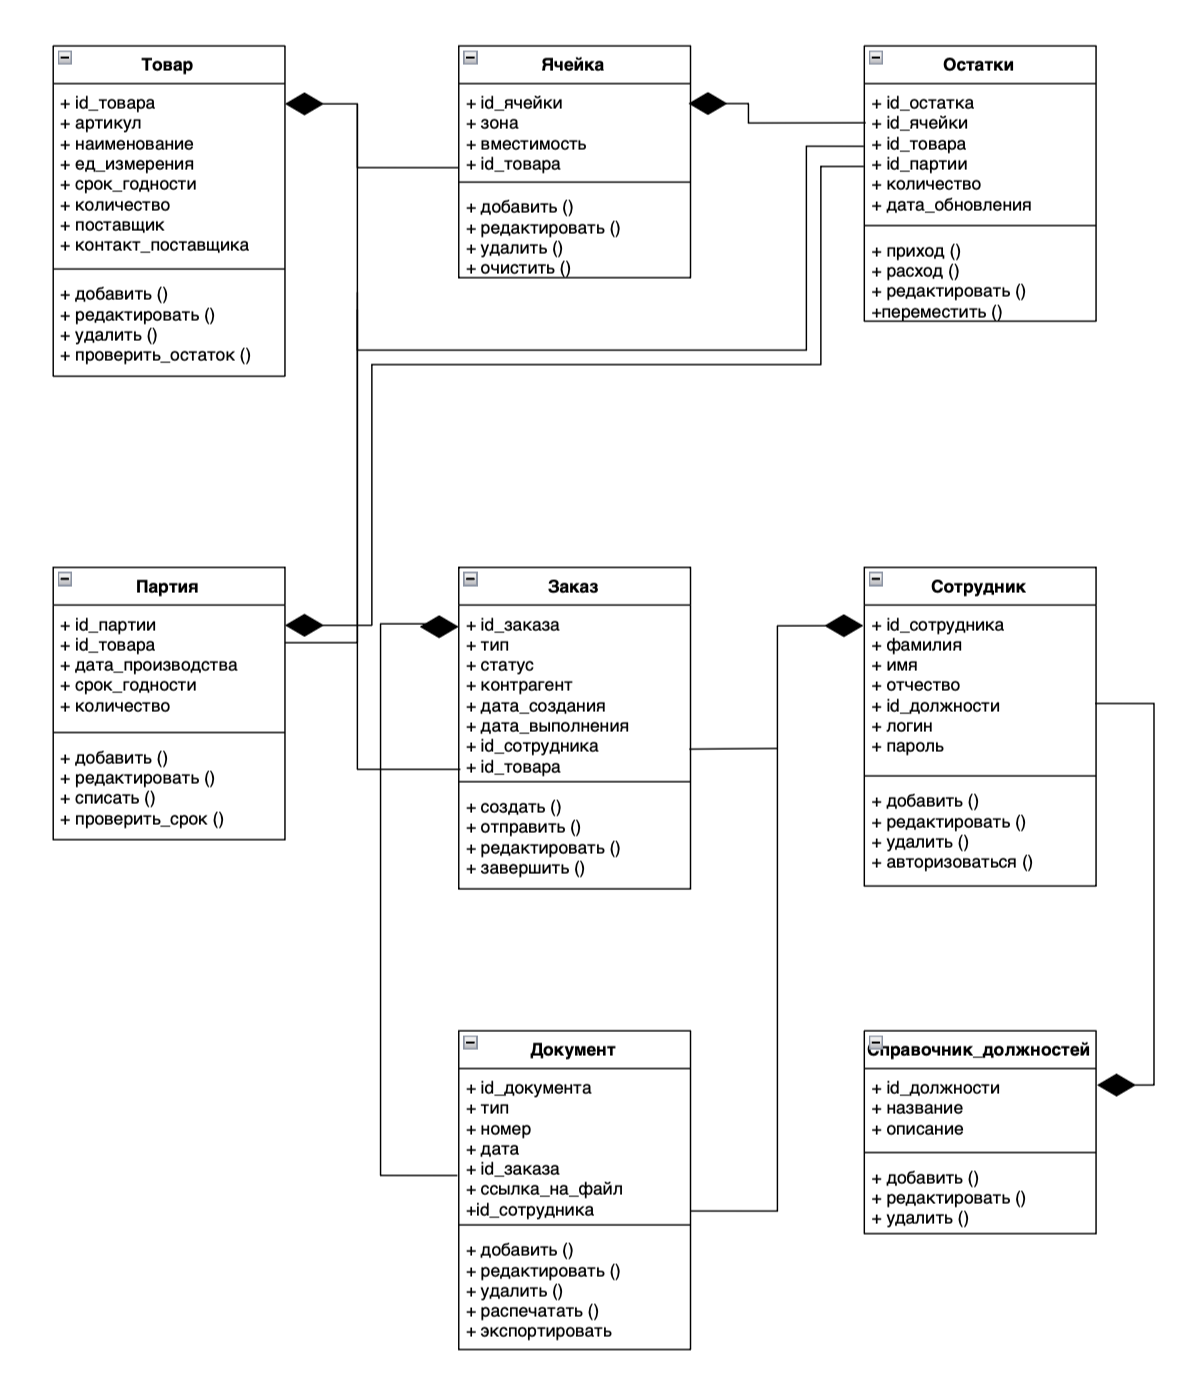 Товар
+ id_товара
+ артикул
+ наименование
+ ед_измерения
+ срок_годности
+ количество
+ поставщик
+ контакт_поставщика
+ добавить ()
+ редактировать ()
+ удалить ()
+ проверить_остаток ()
Ячейка
+ id_ячейки
+ зона
+ вместимость
+ id_товара
+ добавить ()
+ редактировать ()
+ удалить ()
+ очистить ()
Остатки
+ id_остатка
+ id_ячейки
+ id_товара
+ id_партии
+ количество
+ дата_обновления
+ приход ()
+ расход ()
+ редактировать ()
+переместить ()
Партия
+ id_партии
+ id_товара
+ дата_производства
+ срок_годности
+ количество
+ добавить ()
+ редактировать ()
+ списать ()
+ проверить_срок ()
Заказ
+ id_заказа
+ тип
+ статус
+ контрагент
+ дата_создания
+ дата_выполнения
+ id_сотрудника
+ id_товара
+ создать ()
+ отправить ()
+ редактировать ()
+ завершить ()
Сотрудник
+ id_сотрудника
+ фамилия
+ имя
+ отчество
+ id_должности
+ логин
+ пароль
+ добавить ()
+ редактировать ()
+ удалить ()
+ авторизоваться ()
Документ
+ id_документа
+ тип
+ номер
+ дата
+ id_заказа
+ ссылка_на_файл
+id_сотрудника
+ добавить ()
+ редактировать ()
+ удалить ()
+ распечатать ()
+ экспортировать
Справочник_должностей
+ id_должности
+ название
+ описание
+ добавить ()
+ редактировать ()
+ удалить ()